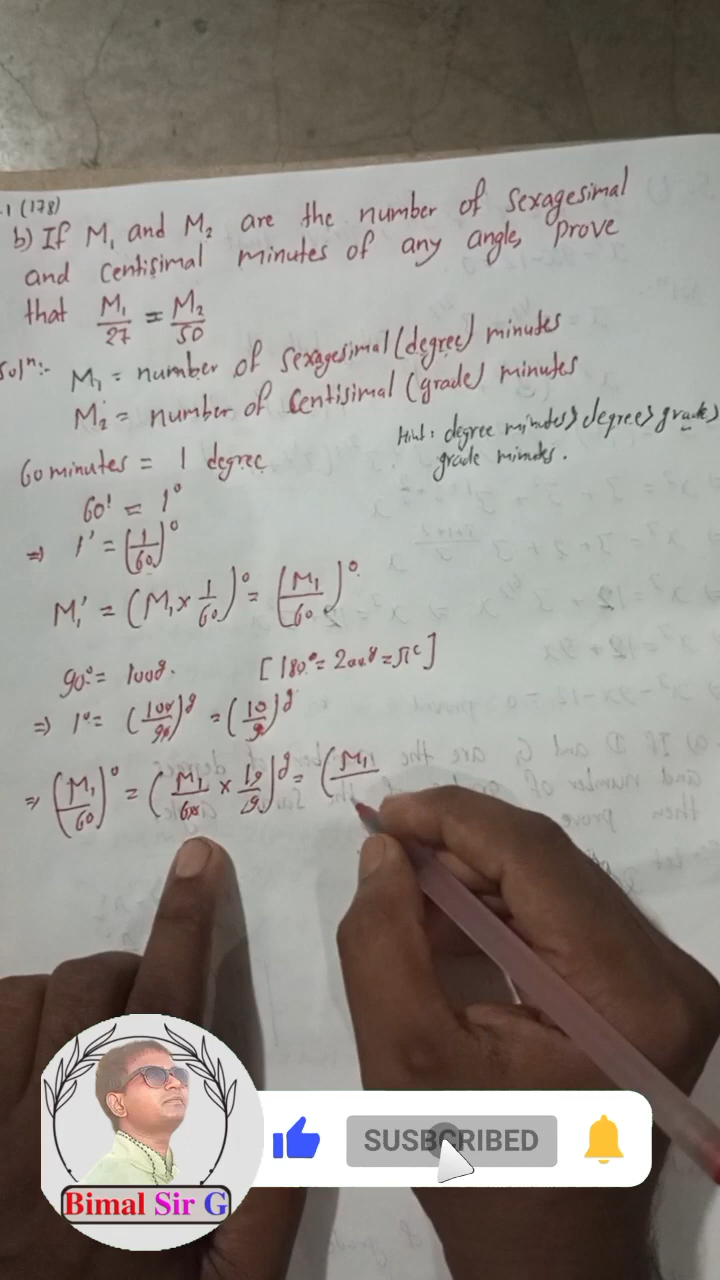 .1 (178)
b) If M₁ and M₂ are the number of sexagesimal
and centisimal minutes of any angle, prove
that M₁/27 = M₂/50
Solⁿ:- M₁ = number of sexagesimal (degree) minutes
M₂ = number of centisimal (grade) minutes
Hint: degree minutes > degree > grade >
grade minutes.
60 minutes = 1 degree
60' = 1°
⇒ 1' = (1/60)°
M₁' = (M₁ × 1/60)° = (M₁/60)°
90° = 100g. [180° = 200g = πc]
⇒ 1° = (100/90)g = (10/9)g
⇒ (M₁/60)° = (M₁/60 × 10/9)g = (M₁
SUSBCRIBED
Bimal Sir G